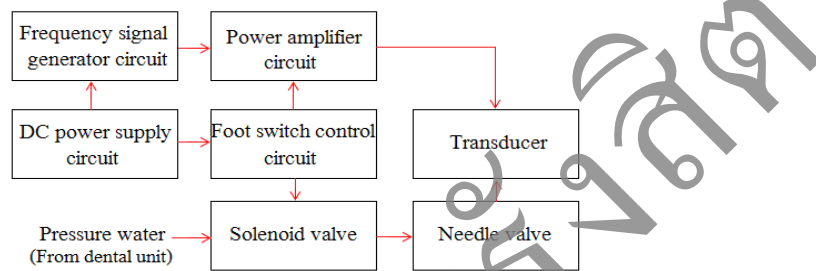 Frequency signal
generator circuit
Power amplifier
circuit
DC power supply
circuit
Foot switch control
circuit
Transducer
Pressure water
(From dental unit)
Solenoid valve
Needle valve